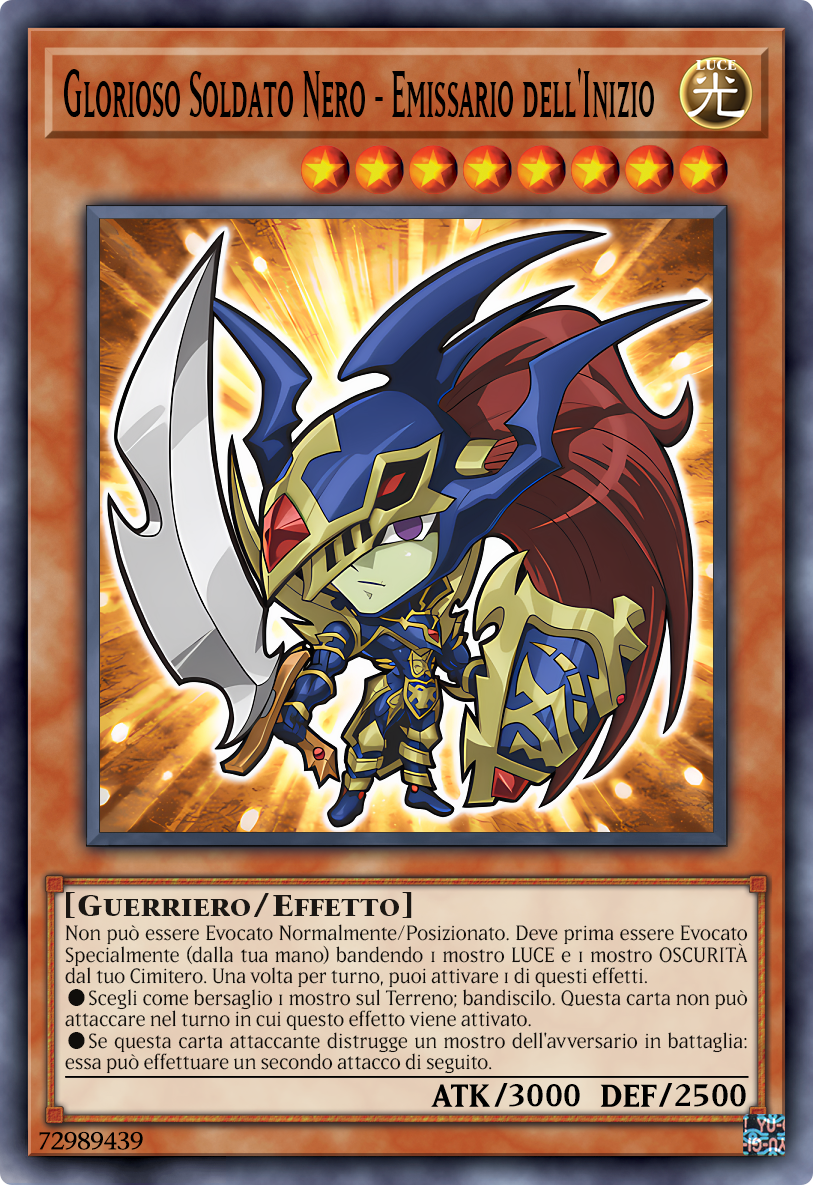 Glorioso Soldato Nero - Emissario dell'Inizio
LUCE
光
[Guerriero/Effetto]
Non può essere Evocato Normalmente/Posizionato. Deve prima essere Evocato
Specialmente (dalla tua mano) bandendo 1 mostro LUCE e 1 mostro OSCURITÀ
dal tuo Cimitero. Una volta per turno, puoi attivare 1 di questi effetti.
●Scegli come bersaglio 1 mostro sul Terreno; bandiscilo. Questa carta non può
attaccare nel turno in cui questo effetto viene attivato.
●Se questa carta attaccante distrugge un mostro dell'avversario in battaglia:
essa può effettuare un secondo attacco di seguito.
ATK/3000 DEF/2500
72989439